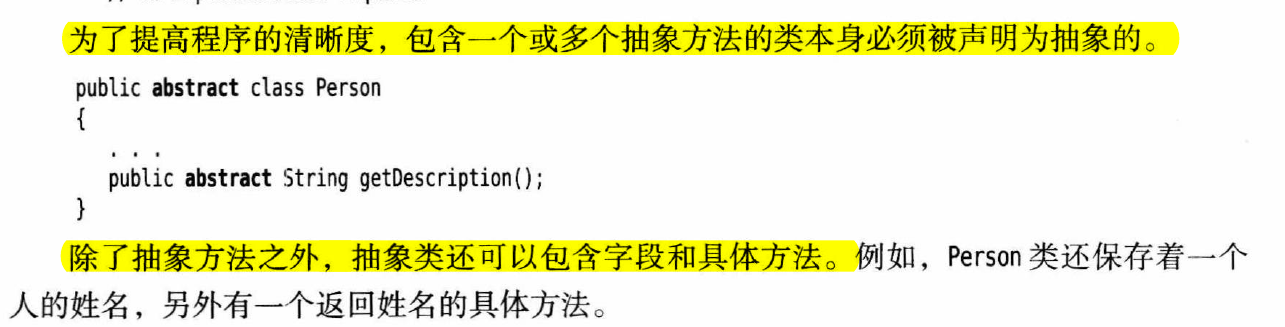 为了提高程序的清晰度，包含一个或多个抽象方法的类本身必须被声明为抽象的。
public abstract class Person
{
. . .
public abstract String getDescription();
}
除了抽象方法之外，抽象类还可以包含字段和具体方法。例如，Person 类还保存着一个
人的姓名，另外有一个返回姓名的具体方法。